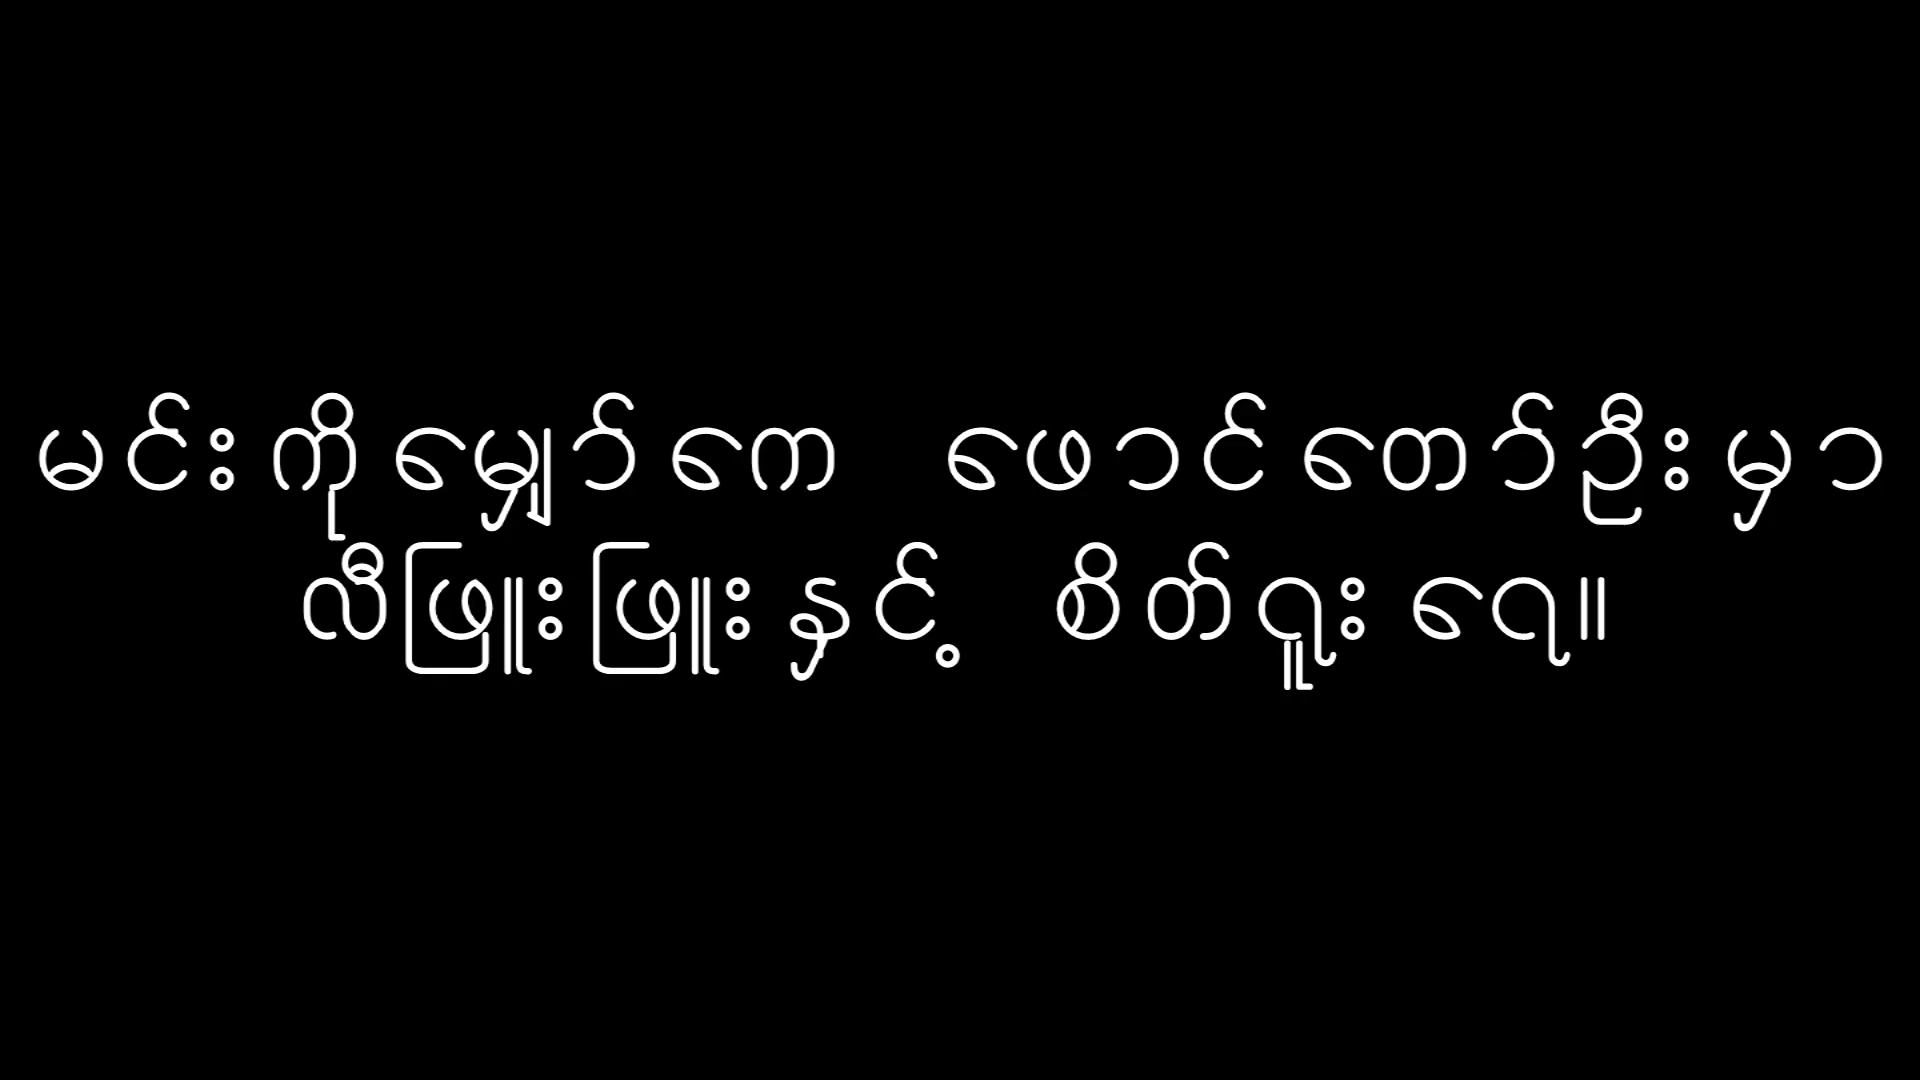 မင်းကိုမျှော်ကေ ဖောင်တော်ဦးမှာ
လီဖြူးဖြူးနှင့် စိတ်ရူးရေ။